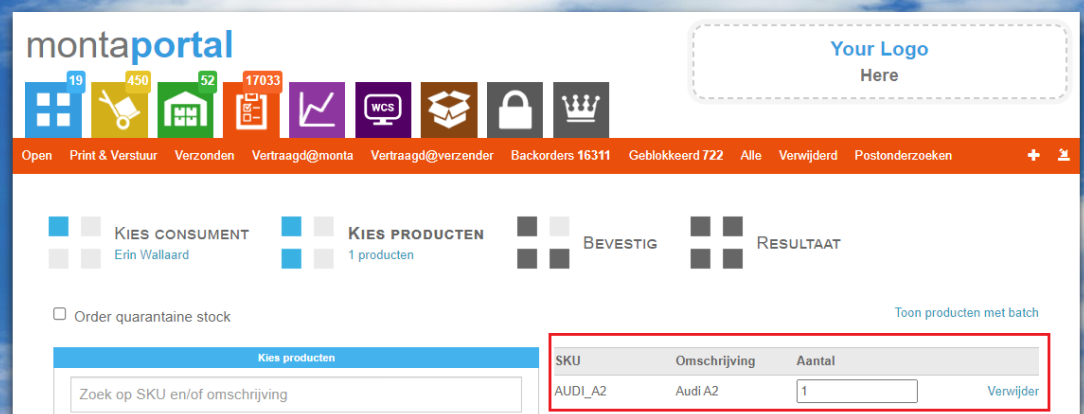 montaportal
Your Logo
Here
19 450 52 17033
WCS
Open Print & Verstuur Verzonden Vertraagd@monta Vertraagd@verzender Backorders 16311 Geblokkeerd 722 Alle Verwijderd Postonderzoeken
KIES CONSUMENT
Erin Wallaard
KIES PRODUCTEN
1 producten
BEVESTIG
RESULTAAT
Order quarantaine stock
Toon producten met batch
Kies producten
Zoek op SKU en/of omschrijving
SKU Omschrijving Aantal
AUDI_A2 Audi A2 1 Verwijder